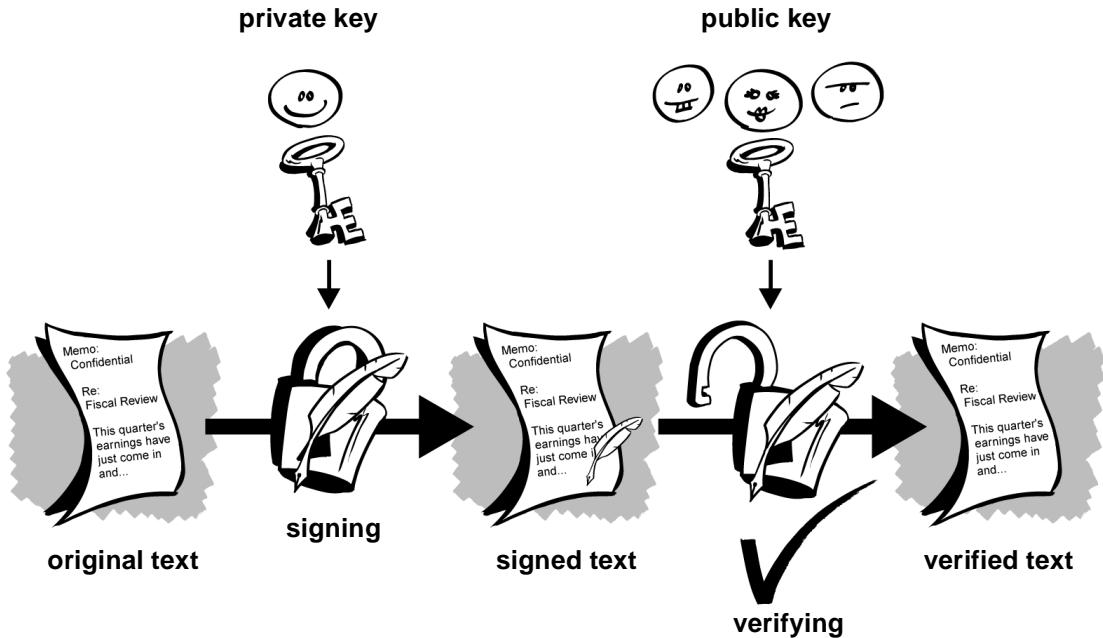 private key
public key
Memo:
Confidential
Re:
Fiscal Review
This quarter's
earnings have
just come in
and...
Memo:
Confidential
Re:
Fiscal Review
This quarter's
earnings hav
just come i
and...
Memo:
Confidential
Re:
Fiscal Review
This quarter's
earnings have
just come in
and...
original text
signing
signed text
verifying
verified text